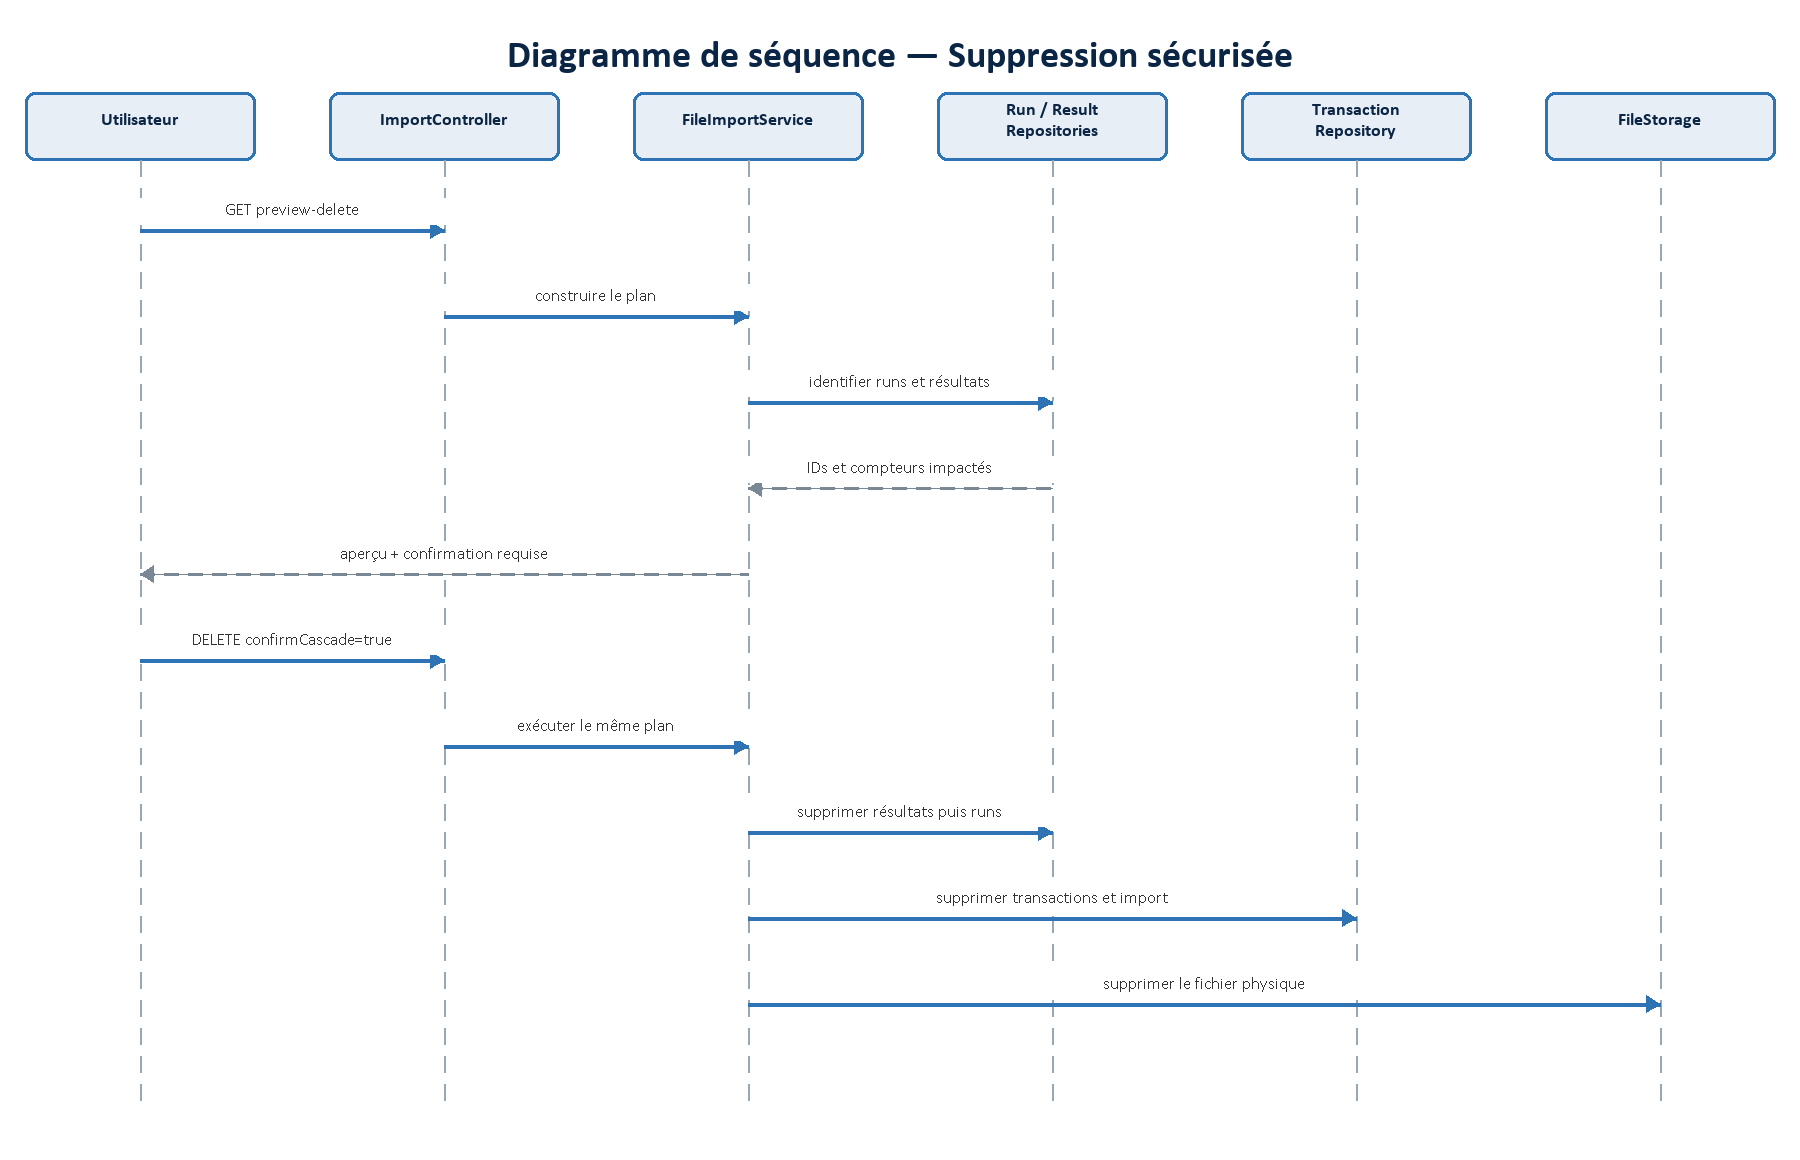 Diagramme de séquence — Suppression sécurisée
Utilisateur
ImportController
FileImportService
Run / Result
Repositories
Transaction
Repository
FileStorage
GET preview-delete
construire le plan
identifier runs et résultats
IDs et compteurs impactés
aperçu + confirmation requise
DELETE confirmCascade=true
exécuter le même plan
supprimer résultats puis runs
supprimer transactions et import
supprimer le fichier physique